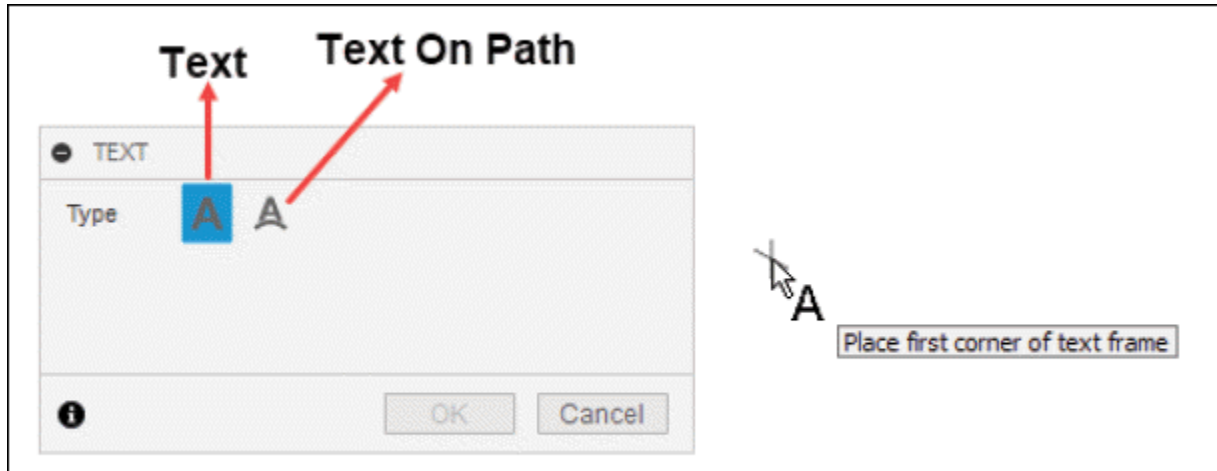 Text
Text On Path
TEXT
Type A A
A
Place first corner of text frame
OK Cancel